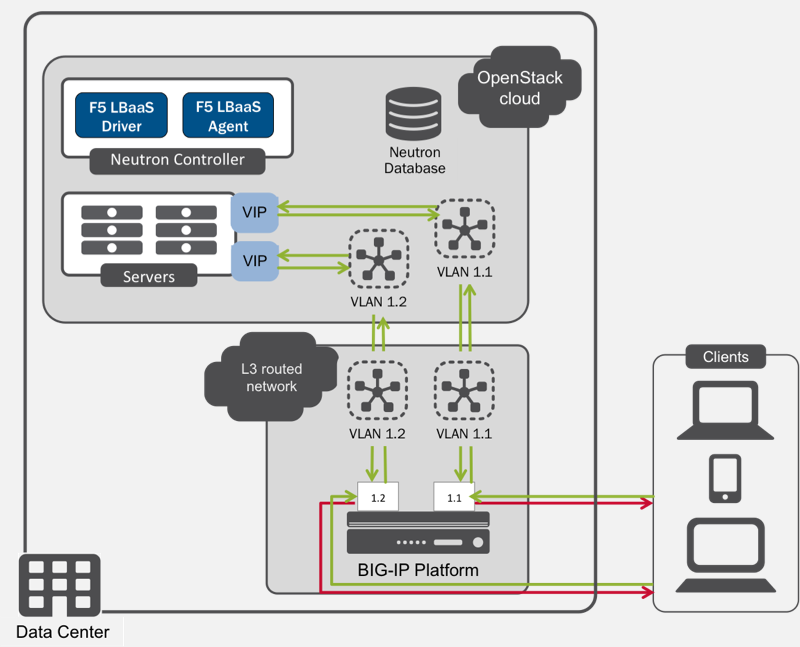 OpenStack
cloud
F5 LBaaS
Driver
F5 LBaaS
Agent
Neutron Controller
Neutron
Database
VIP
VIP
Servers
VLAN 1.1
VLAN 1.2
L3 routed
network
Clients
VLAN 1.2
VLAN 1.1
1.2
1.1
BIG-IP Platform
Data Center